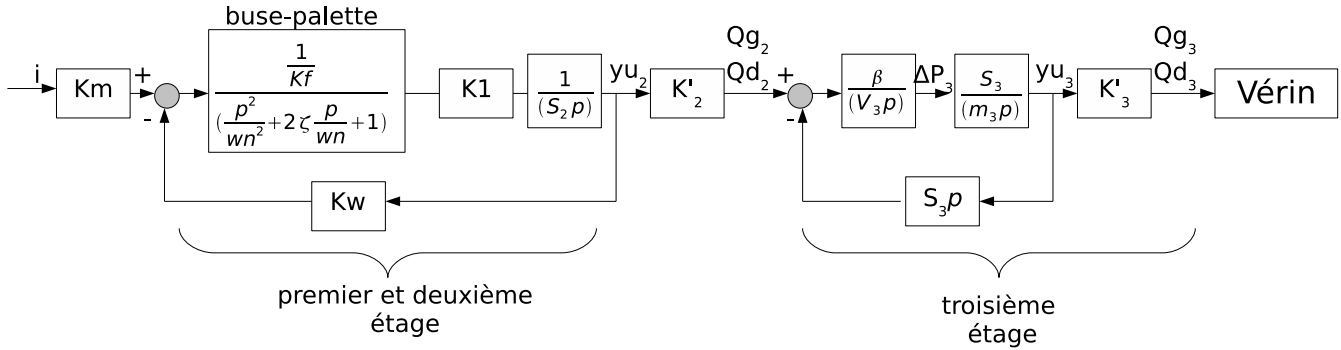 buse-palette
i
Km
+
-
1
Kf
(p²/wn²+2ζ p/wn+1)
K1
1
(S₂p)
yu₂
K'₂
Qg₂
Qd₂
+
-
β
(V₃p)
ΔP₃
S₃
(m₃p)
yu₃
K'₃
Qg₃
Qd₃
Vérin
Kw
S₃p
premier et deuxième
étage
troisième
étage